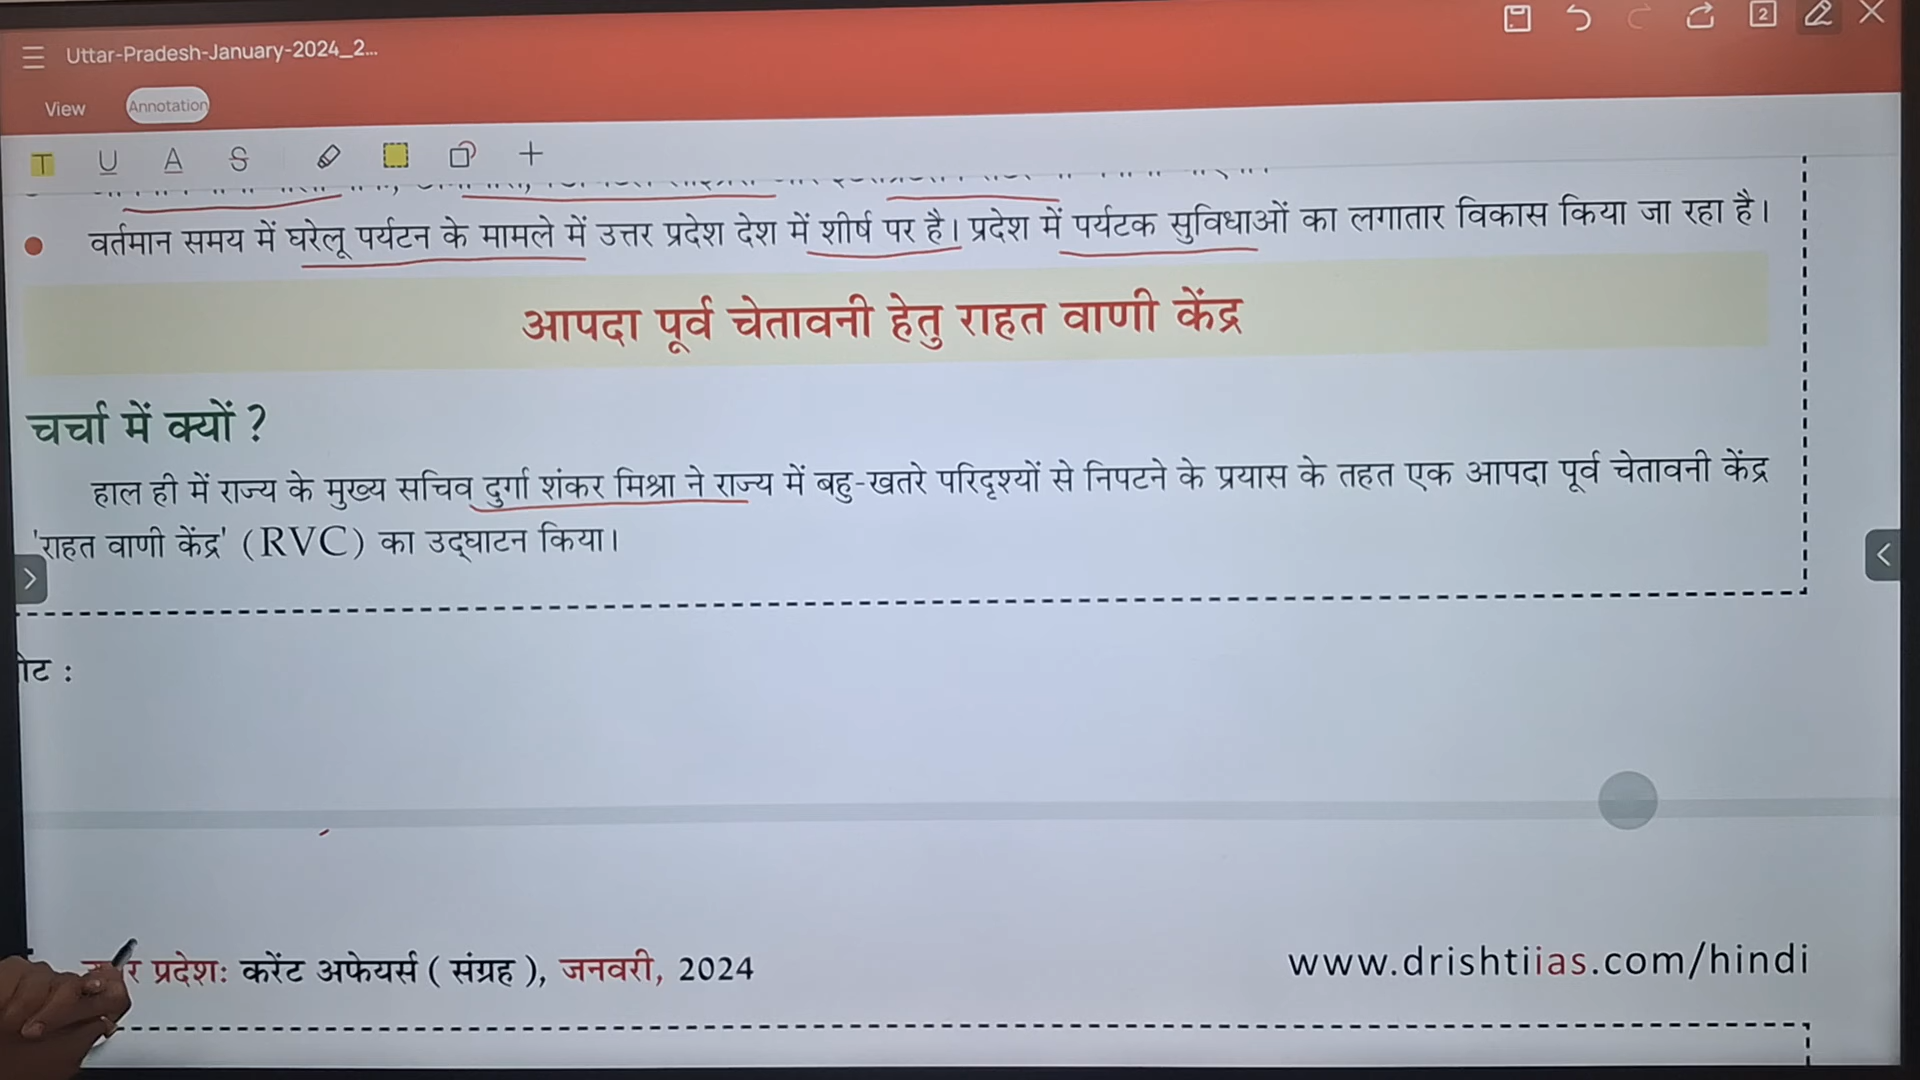 Uttar-Pradesh-January-2024_2...
2
View
Annotation
T U A S
वर्तमान समय में घरेलू पर्यटन के मामले में उत्तर प्रदेश देश में शीर्ष पर है। प्रदेश में पर्यटक सुविधाओं का लगातार विकास किया जा रहा है।
आपदा पूर्व चेतावनी हेतु राहत वाणी केंद्र
चर्चा में क्यों ?
हाल ही में राज्य के मुख्य सचिव दुर्गा शंकर मिश्रा ने राज्य में बहु-खतरे परिदृश्यों से निपटने के प्रयास के तहत एक आपदा पूर्व चेतावनी केंद्र
'राहत वाणी केंद्र' (RVC) का उद्घाटन किया।
प्रदेश: करेंट अफेयर्स ( संग्रह ), जनवरी, 2024
www.drishtiias.com/hindi